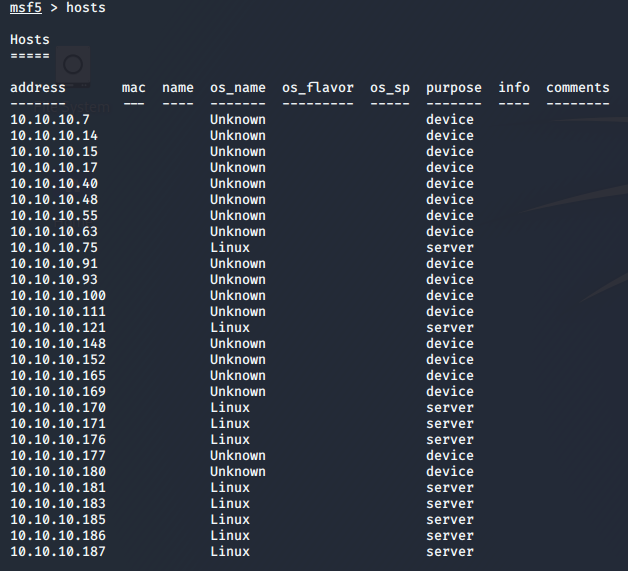 msf5 > hosts
Hosts
=====
address mac name os_name os_flavor os_sp purpose info comments
------- --- ---- ------- --------- ----- ------- ---- --------
10.10.10.7 Unknown device
10.10.10.14 Unknown device
10.10.10.15 Unknown device
10.10.10.17 Unknown device
10.10.10.40 Unknown device
10.10.10.48 Unknown device
10.10.10.55 Unknown device
10.10.10.63 Unknown device
10.10.10.75 Linux server
10.10.10.91 Unknown device
10.10.10.93 Unknown device
10.10.10.100 Unknown device
10.10.10.111 Unknown device
10.10.10.121 Linux server
10.10.10.148 Unknown device
10.10.10.152 Unknown device
10.10.10.165 Unknown device
10.10.10.169 Unknown device
10.10.10.170 Linux server
10.10.10.171 Linux server
10.10.10.176 Linux server
10.10.10.177 Unknown device
10.10.10.180 Unknown device
10.10.10.181 Linux server
10.10.10.183 Linux server
10.10.10.185 Linux server
10.10.10.186 Linux server
10.10.10.187 Linux server